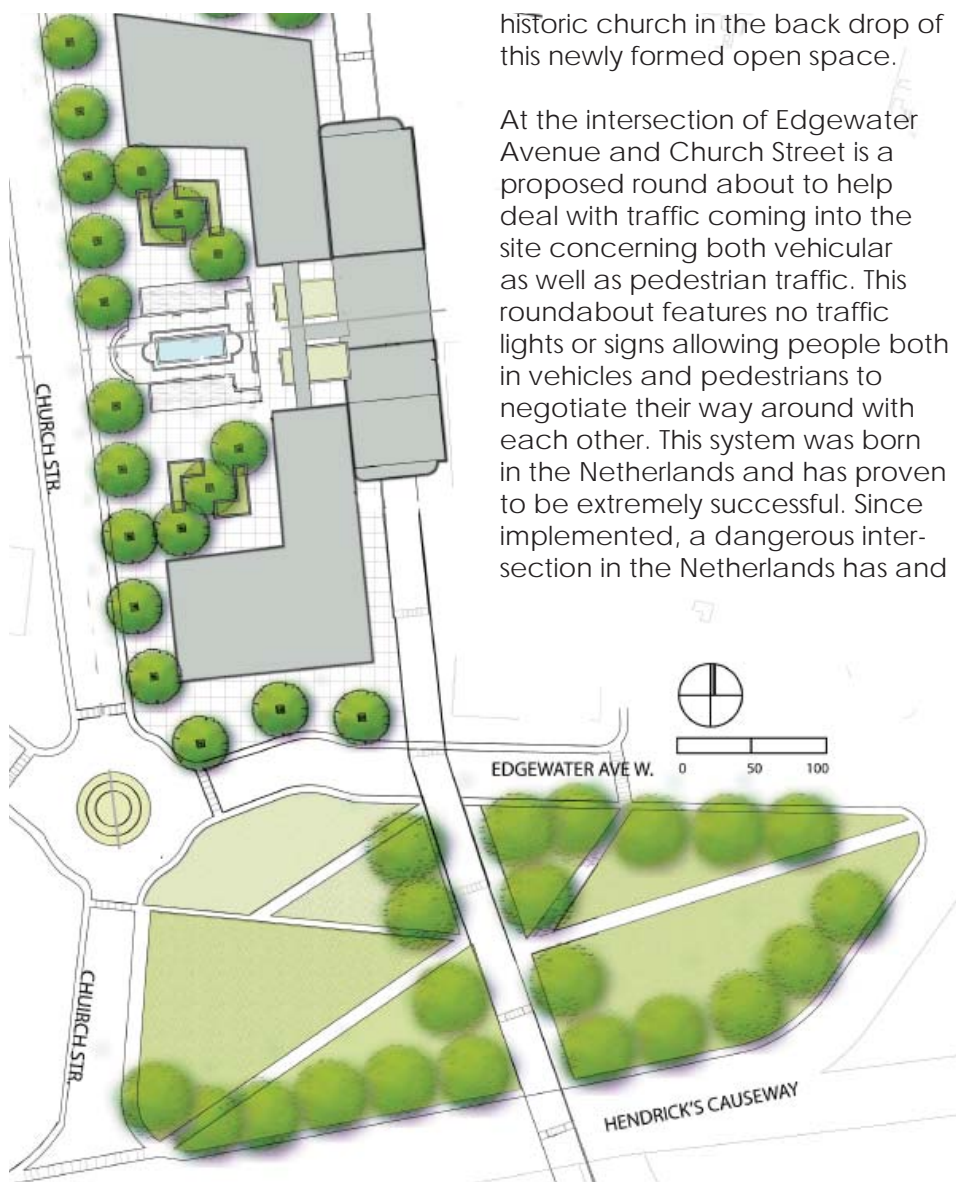 historic church in the back drop of
this newly formed open space.
At the intersection of Edgewater
Avenue and Church Street is a
proposed round about to help
deal with traffic coming into the
site concerning both vehicular
as well as pedestrian traffic. This
roundabout features no traffic
lights or signs allowing people both
in vehicles and pedestrians to
negotiate their way around with
each other. This system was born
in the Netherlands and has proven
to be extremely successful. Since
implemented, a dangerous inter-
section in the Netherlands has and
CHURCH STR.
EDGEWATER AVE W.
0 50 100
CHUIRCH STR.
HENDRICK'S CAUSEWAY